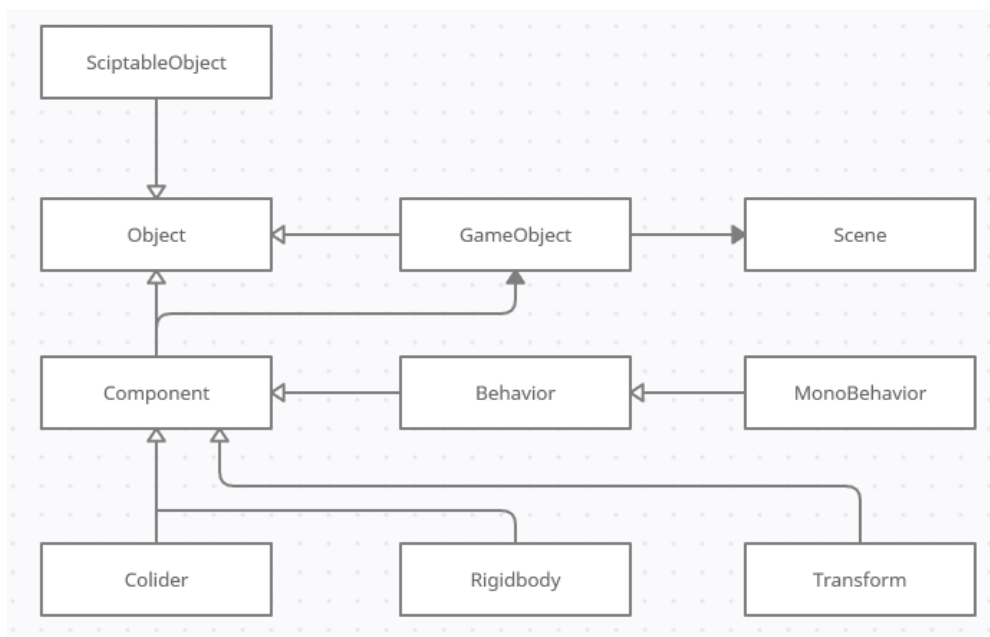 SciptableObject
Object
GameObject
Scene
Component
Behavior
MonoBehavior
Colider
Rigidbody
Transform